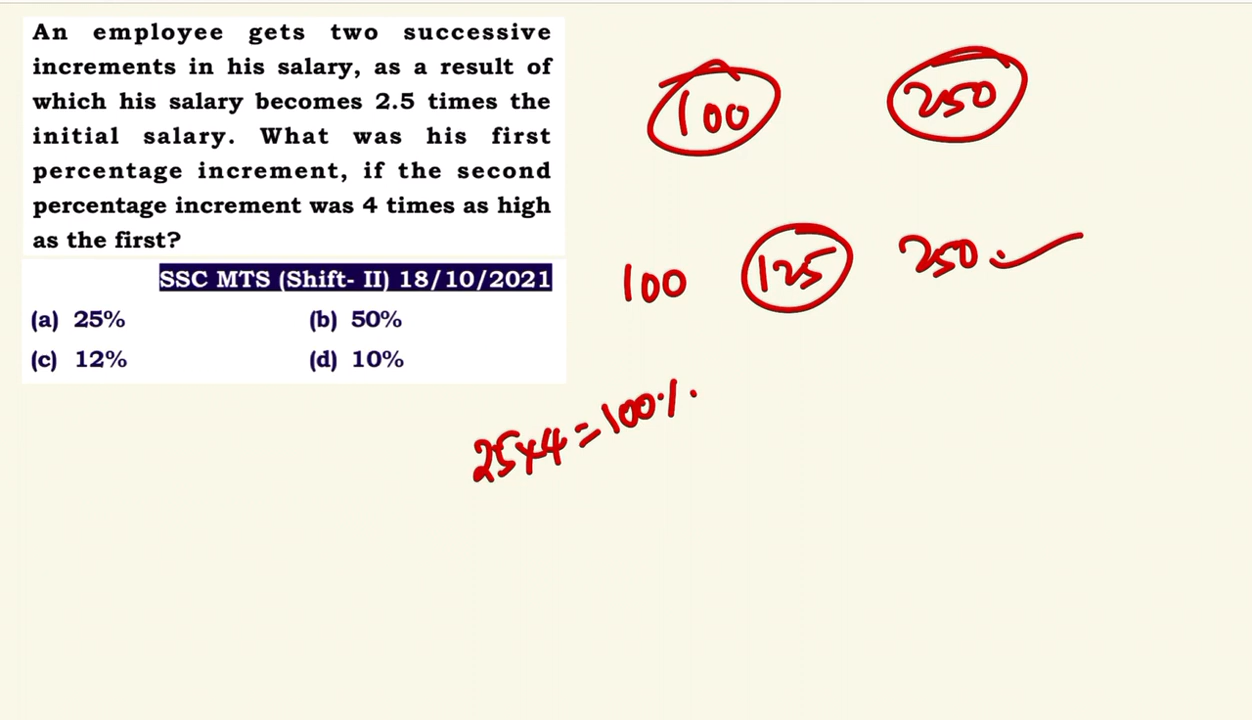 An employee gets two successive
increments in his salary, as a result of
which his salary becomes 2.5 times the
initial salary. What was his first
percentage increment, if the second
percentage increment was 4 times as high
as the first?
SSC MTS (Shift- II) 18/10/2021
(a) 25% (b) 50%
(c) 12% (d) 10%
100 250
100 125 250
25×4=100%